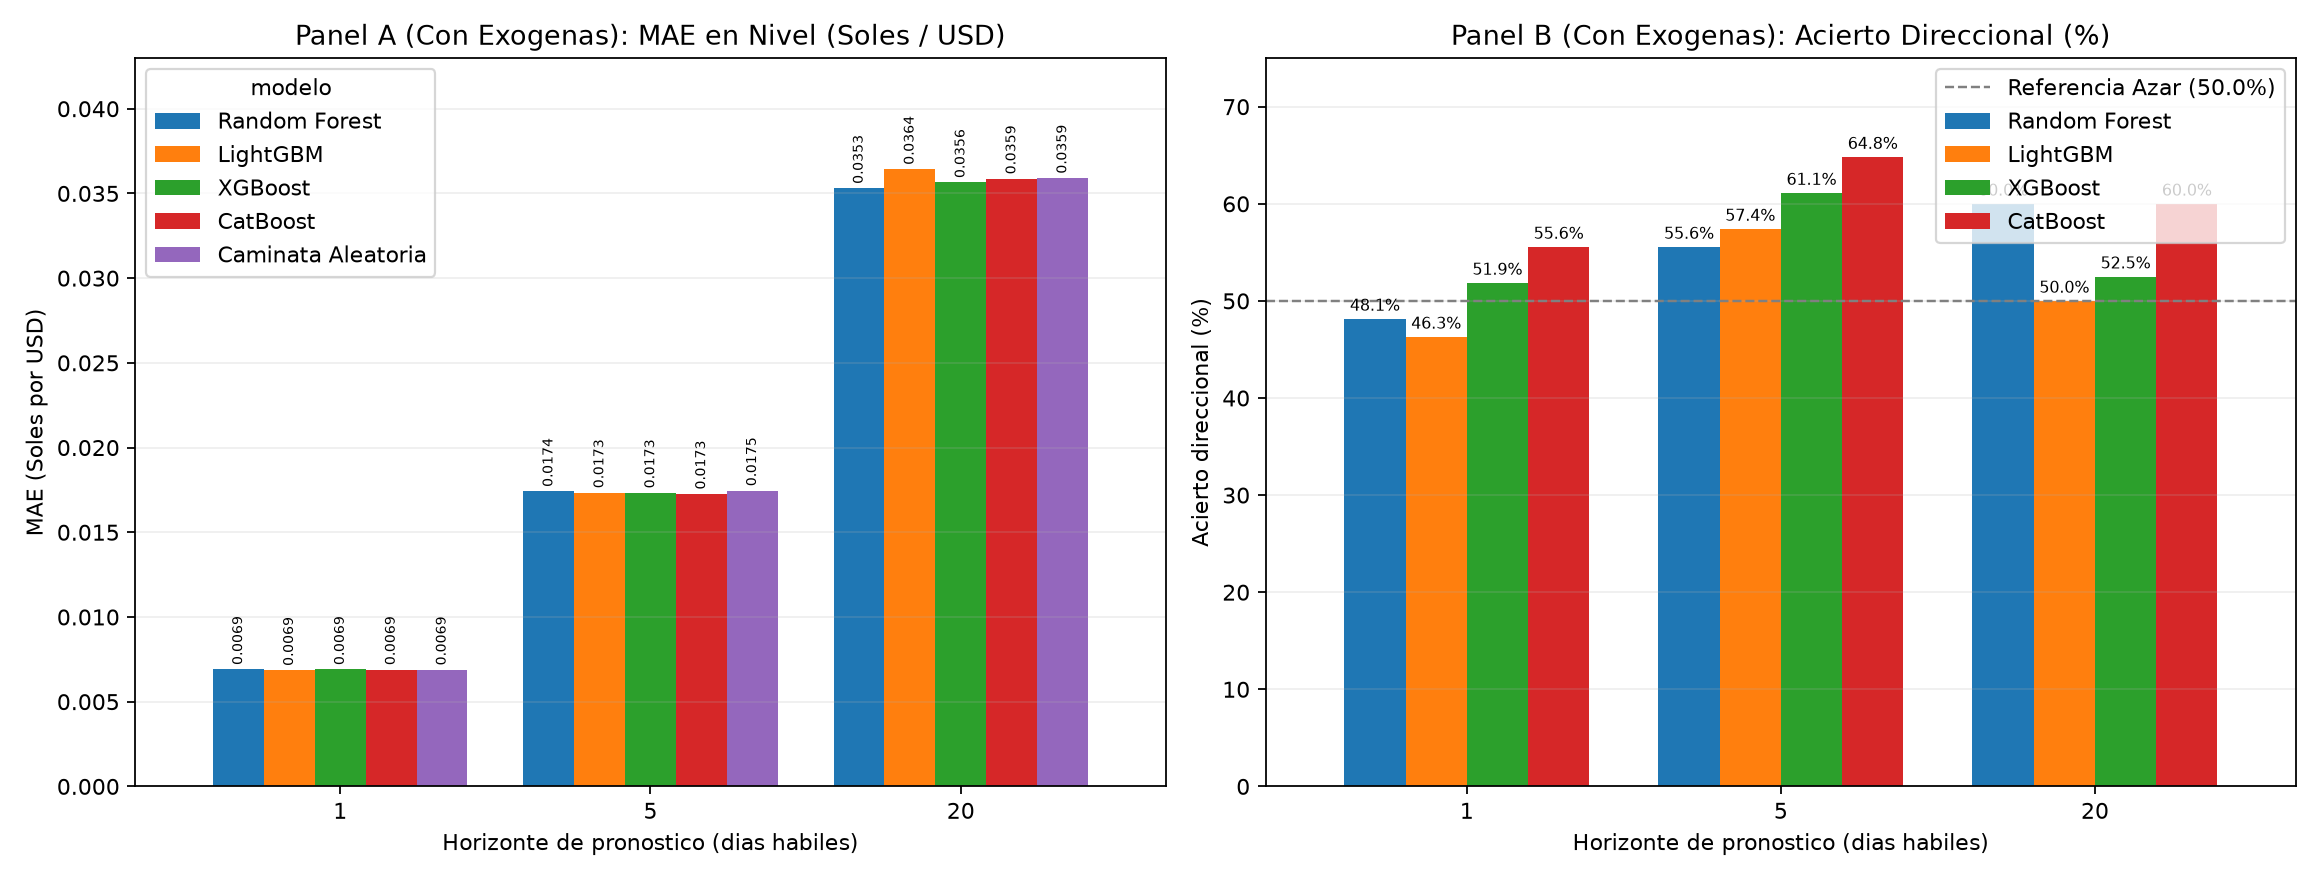 Panel A (Con Exogenas): MAE en Nivel (Soles / USD)
MAE (Soles por USD)
0.040
0.035
0.030
0.025
0.020
0.015
0.010
0.005
0.000
modelo
Random Forest
LightGBM
XGBoost
CatBoost
Caminata Aleatoria
0.0069
0.0069
0.0069
0.0069
0.0069
0.0174
0.0173
0.0173
0.0173
0.0175
0.0353
0.0364
0.0356
0.0359
0.0359
1
5
20
Horizonte de pronostico (dias habiles)
Panel B (Con Exogenas): Acierto Direccional (%)
Acierto direccional (%)
70
60
50
40
30
20
10
0
Referencia Azar (50.0%)
Random Forest
LightGBM
XGBoost
CatBoost
48.1%
46.3%
51.9%
55.6%
55.6%
57.4%
61.1%
64.8%
50.0%
52.5%
60.0%
1
5
20
Horizonte de pronostico (dias habiles)